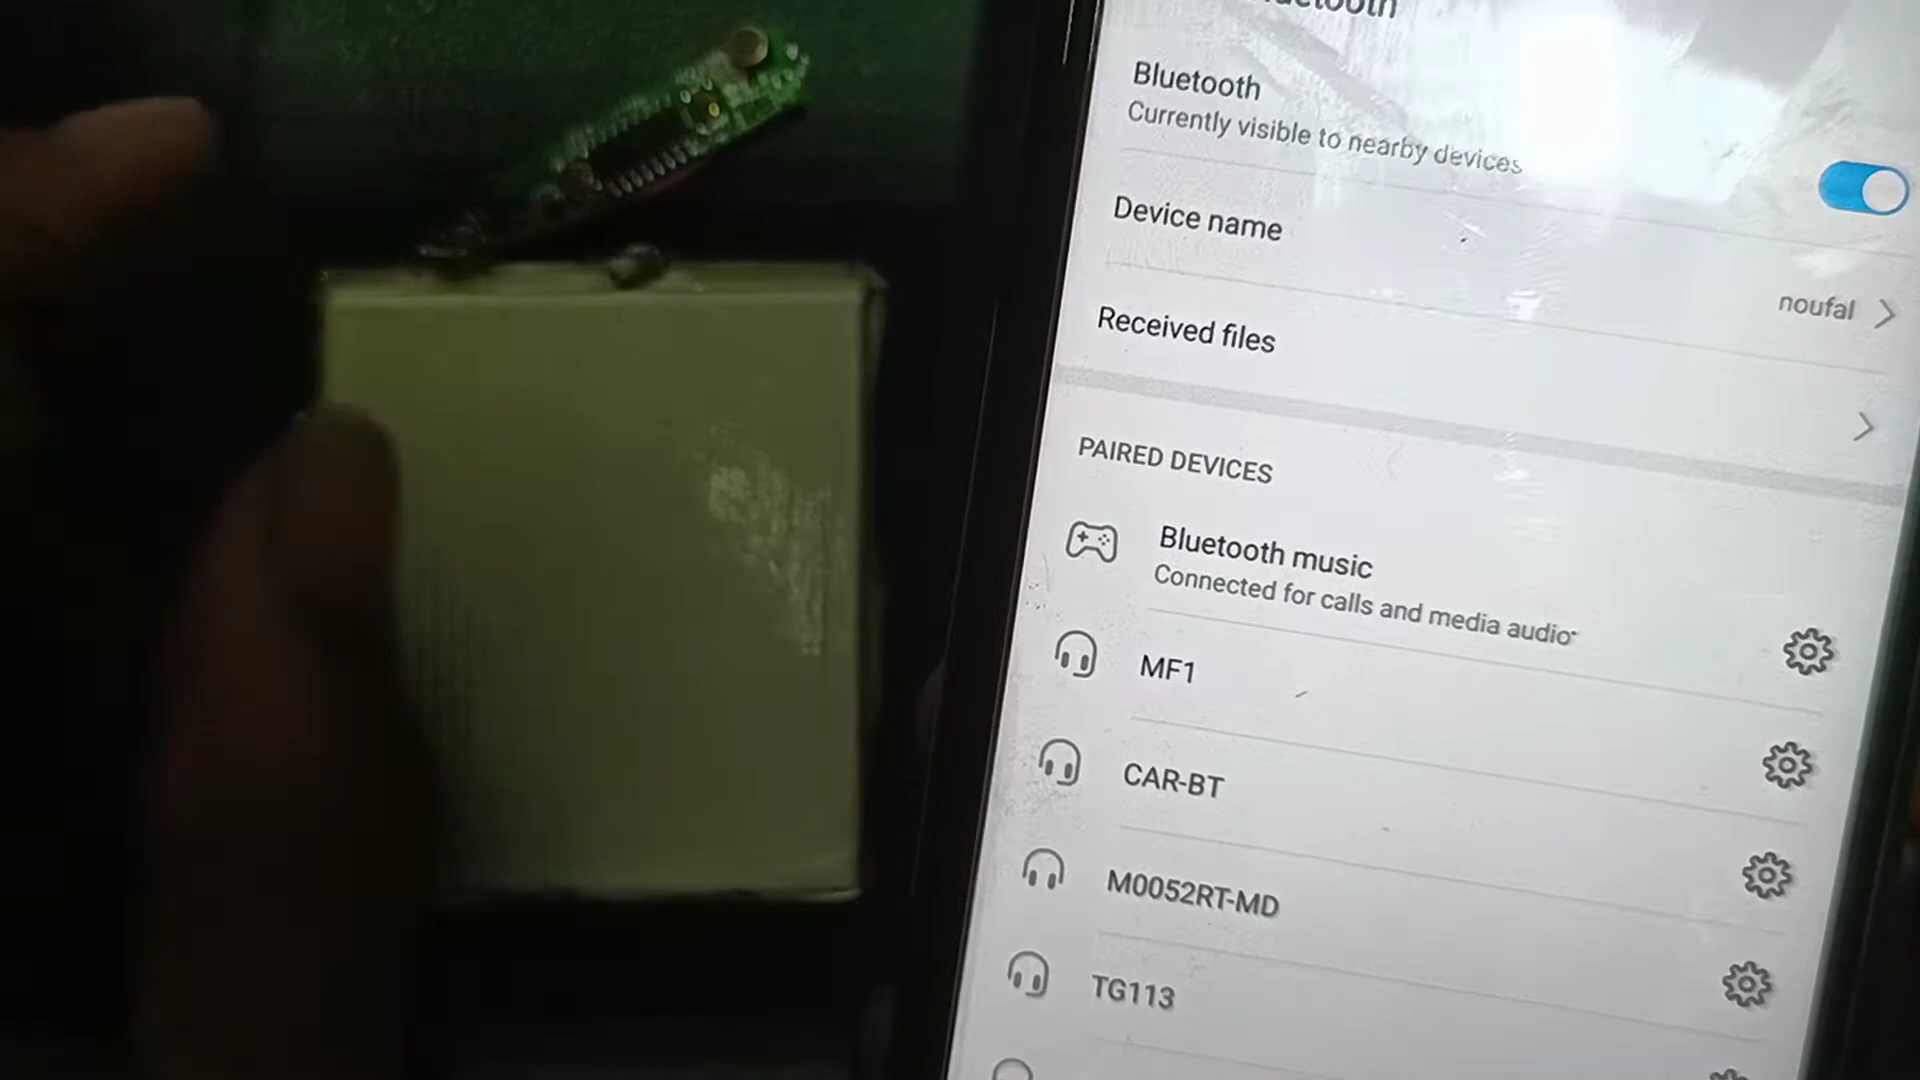 Bluetooth
Bluetooth
Currently visible to nearby devices
Device name
noufal
Received files
PAIRED DEVICES
Bluetooth music
Connected for calls and media audio
MF1
CAR-BT
M0052RT-MD
TG113